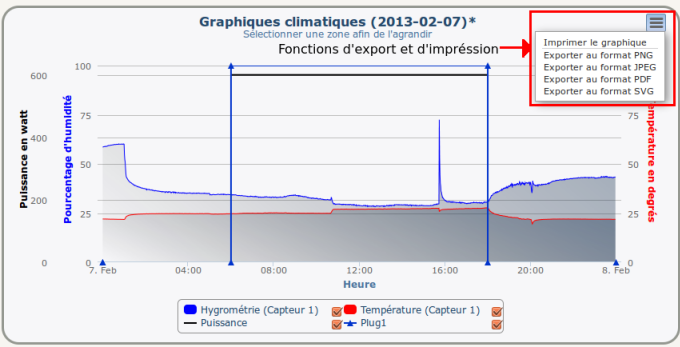 Graphiques climatiques (2013-02-07)*
Sélectionner une zone afin de l'agrandir
Fonctions d'export et d'impréssion
Imprimer le graphique
Exporter au format PNG
Exporter au format JPEG
Exporter au format PDF
Exporter au format SVG
Puissance en watt
600
400
200
0
Pourcentage d'humidité
100
75
50
25
0
75
50
25
0
Température en degrés
7. Feb
04:00
08:00
12:00
16:00
20:00
8. Feb
Heure
Hygrométrie (Capteur 1)
Température (Capteur 1)
Puissance
Plug1